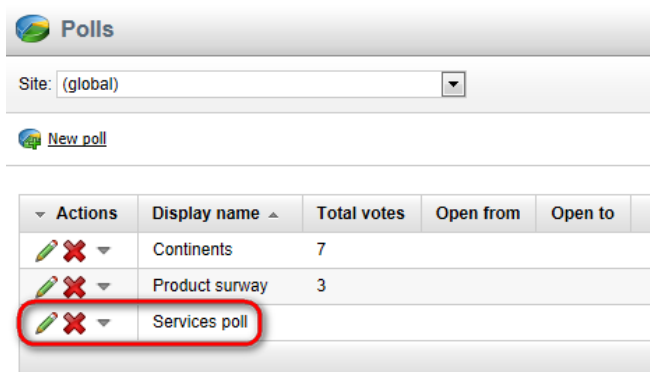 Polls
Site: (global)
New poll
Actions Display name Total votes Open from Open to
Continents 7
Product surway 3
Services poll